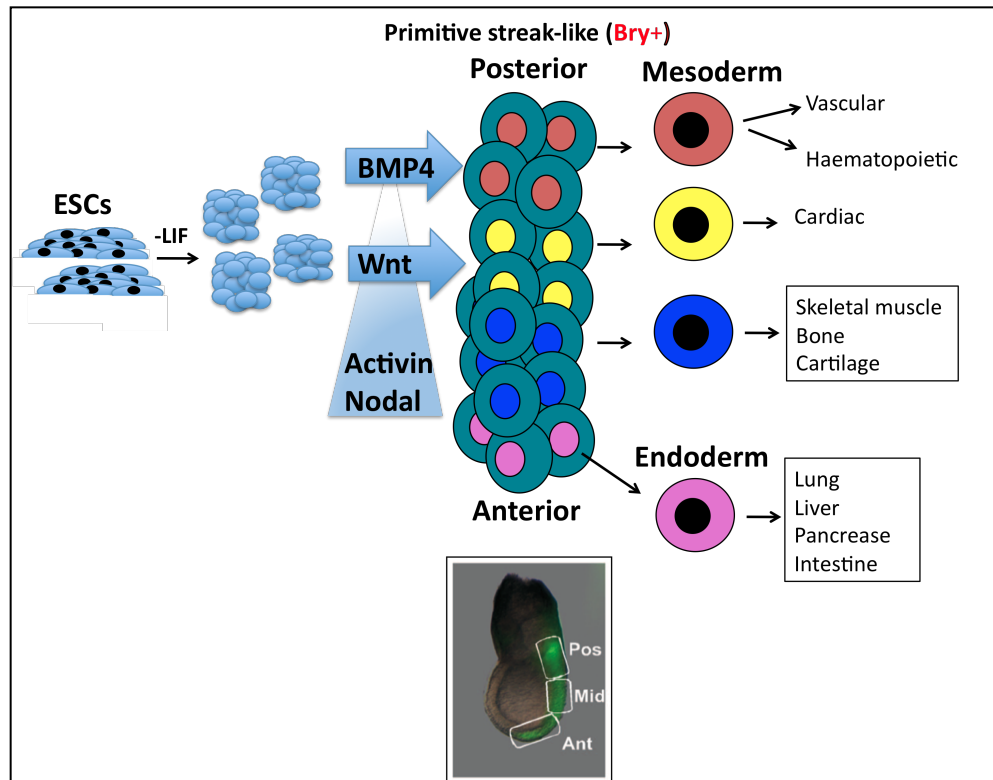 Primitive streak-like (Bry+)
Posterior
Mesoderm
Vascular
Haematopoietic
BMP4
ESCs
-LIF
Cardiac
Wnt
Skeletal muscle
Bone
Cartilage
Activin
Nodal
Endoderm
Anterior
Lung
Liver
Pancrease
Intestine
Pos
Mid
Ant